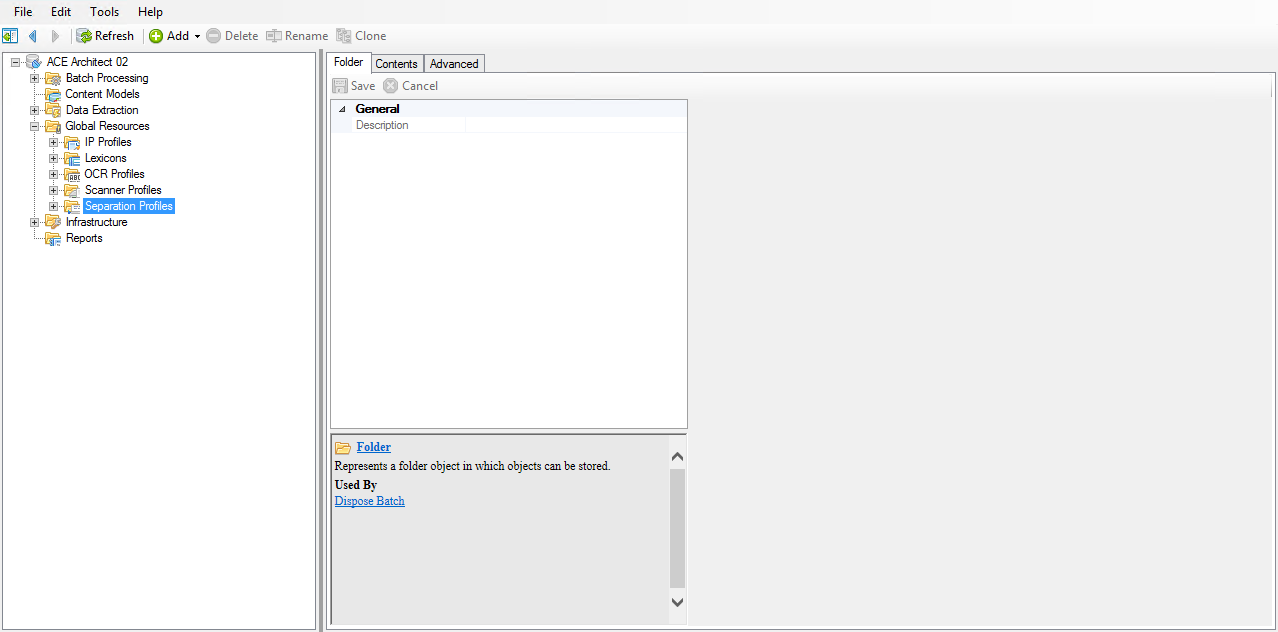 File Edit Tools Help
Refresh Add Delete Rename Clone
ACE Architect 02
Batch Processing
Content Models
Data Extraction
Global Resources
IP Profiles
Lexicons
OCR Profiles
Scanner Profiles
Separation Profiles
Infrastructure
Reports
Folder Contents Advanced
Save Cancel
General
Description
Folder
Represents a folder object in which objects can be stored.
Used By
Dispose Batch